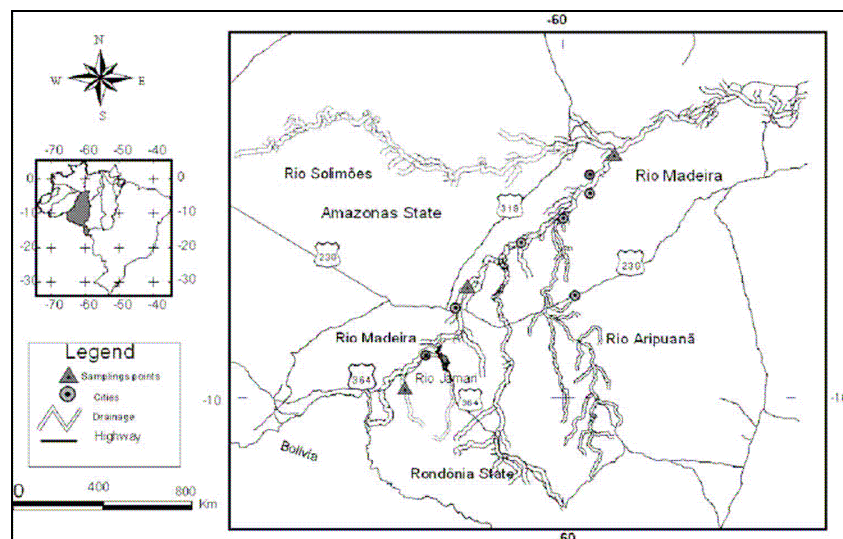 N
W E
S
-70 -60 -50 -40
0 0
-10 -10
-20 -20
-30 -30
-70 -60 -50 -40
Legend
Samplings points
Cities
Drainage
Highway
0 400 800
Km
-60
Rio Solimões
Rio Madeira
Amazonas State
319
230
230
Rio Madeira
Rio Aripuanã
Rio Jamari
364
364
-10
Bolívia
Rondônia State
-60